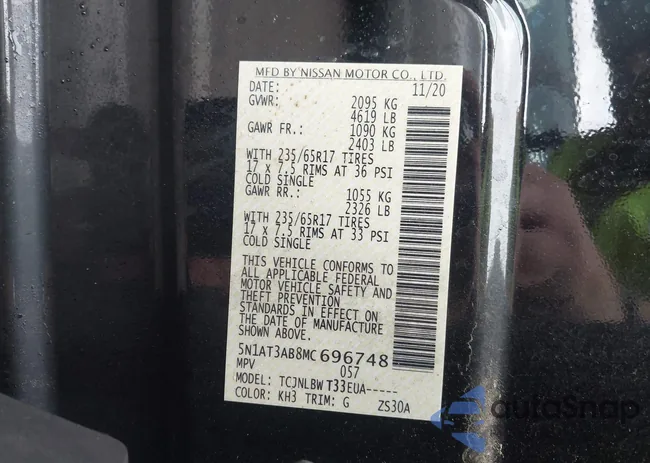 MFD BY NISSAN MOTOR CO., LTD.
DATE: 11/20
GVWR: 2095 KG
4619 LB
GAWR FR.: 1090 KG
2403 LB
WITH 235/65R17 TIRES
17 x 7.5 RIMS AT 36 PSI
COLD SINGLE
GAWR RR.: 1055 KG
2326 LB
WITH 235/65R17 TIRES
17 x 7.5 RIMS AT 33 PSI
COLD SINGLE
THIS VEHICLE CONFORMS TO
ALL APPLICABLE FEDERAL
MOTOR VEHICLE SAFETY AND
THEFT PREVENTION
STANDARDS IN EFFECT ON
THE DATE OF MANUFACTURE
SHOWN ABOVE.
5N1AT3AB8MC696748
MPV 057
MODEL: TCJNLBWT33EUA-----
COLOR: KH3 TRIM: G ZS30A
autoSnap